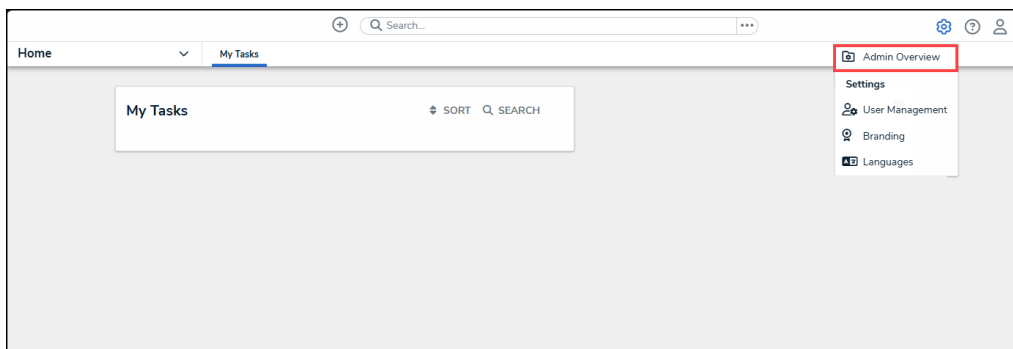 Search...
Home
My Tasks
Admin Overview
Settings
My Tasks
SORT
SEARCH
User Management
Branding
Languages